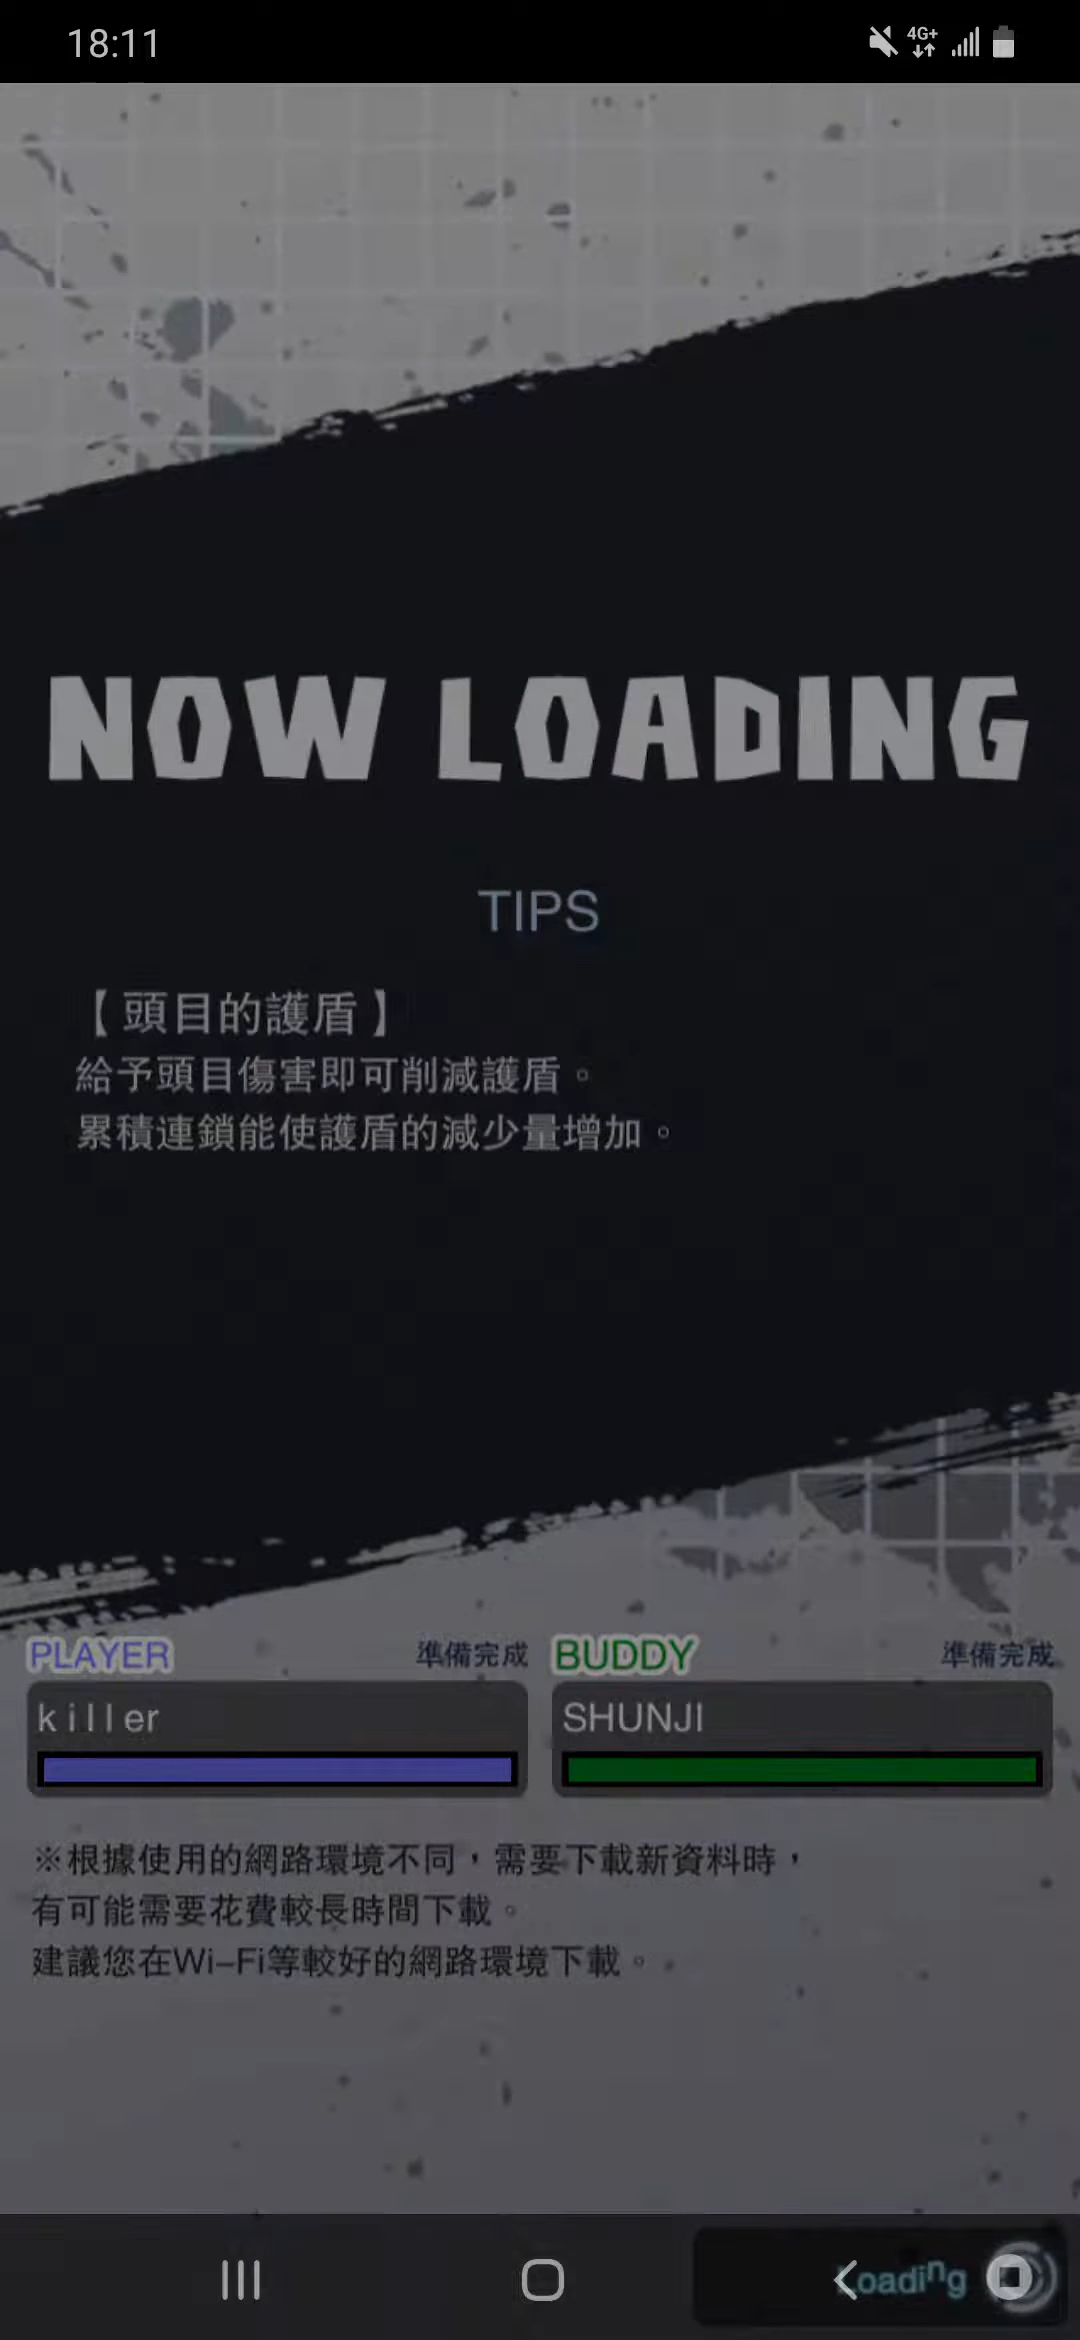 18:11
4G+
NOW LOADING
TIPS
【頭目的護盾】
給予頭目傷害即可削減護盾。
累積連鎖能使護盾的減少量增加。
PLAYER 準備完成 BUDDY 準備完成
killer SHUNJI
※根據使用的網路環境不同，需要下載新資料時，
有可能需要花費較長時間下載。
建議您在Wi-Fi等較好的網路環境下載。
Loading